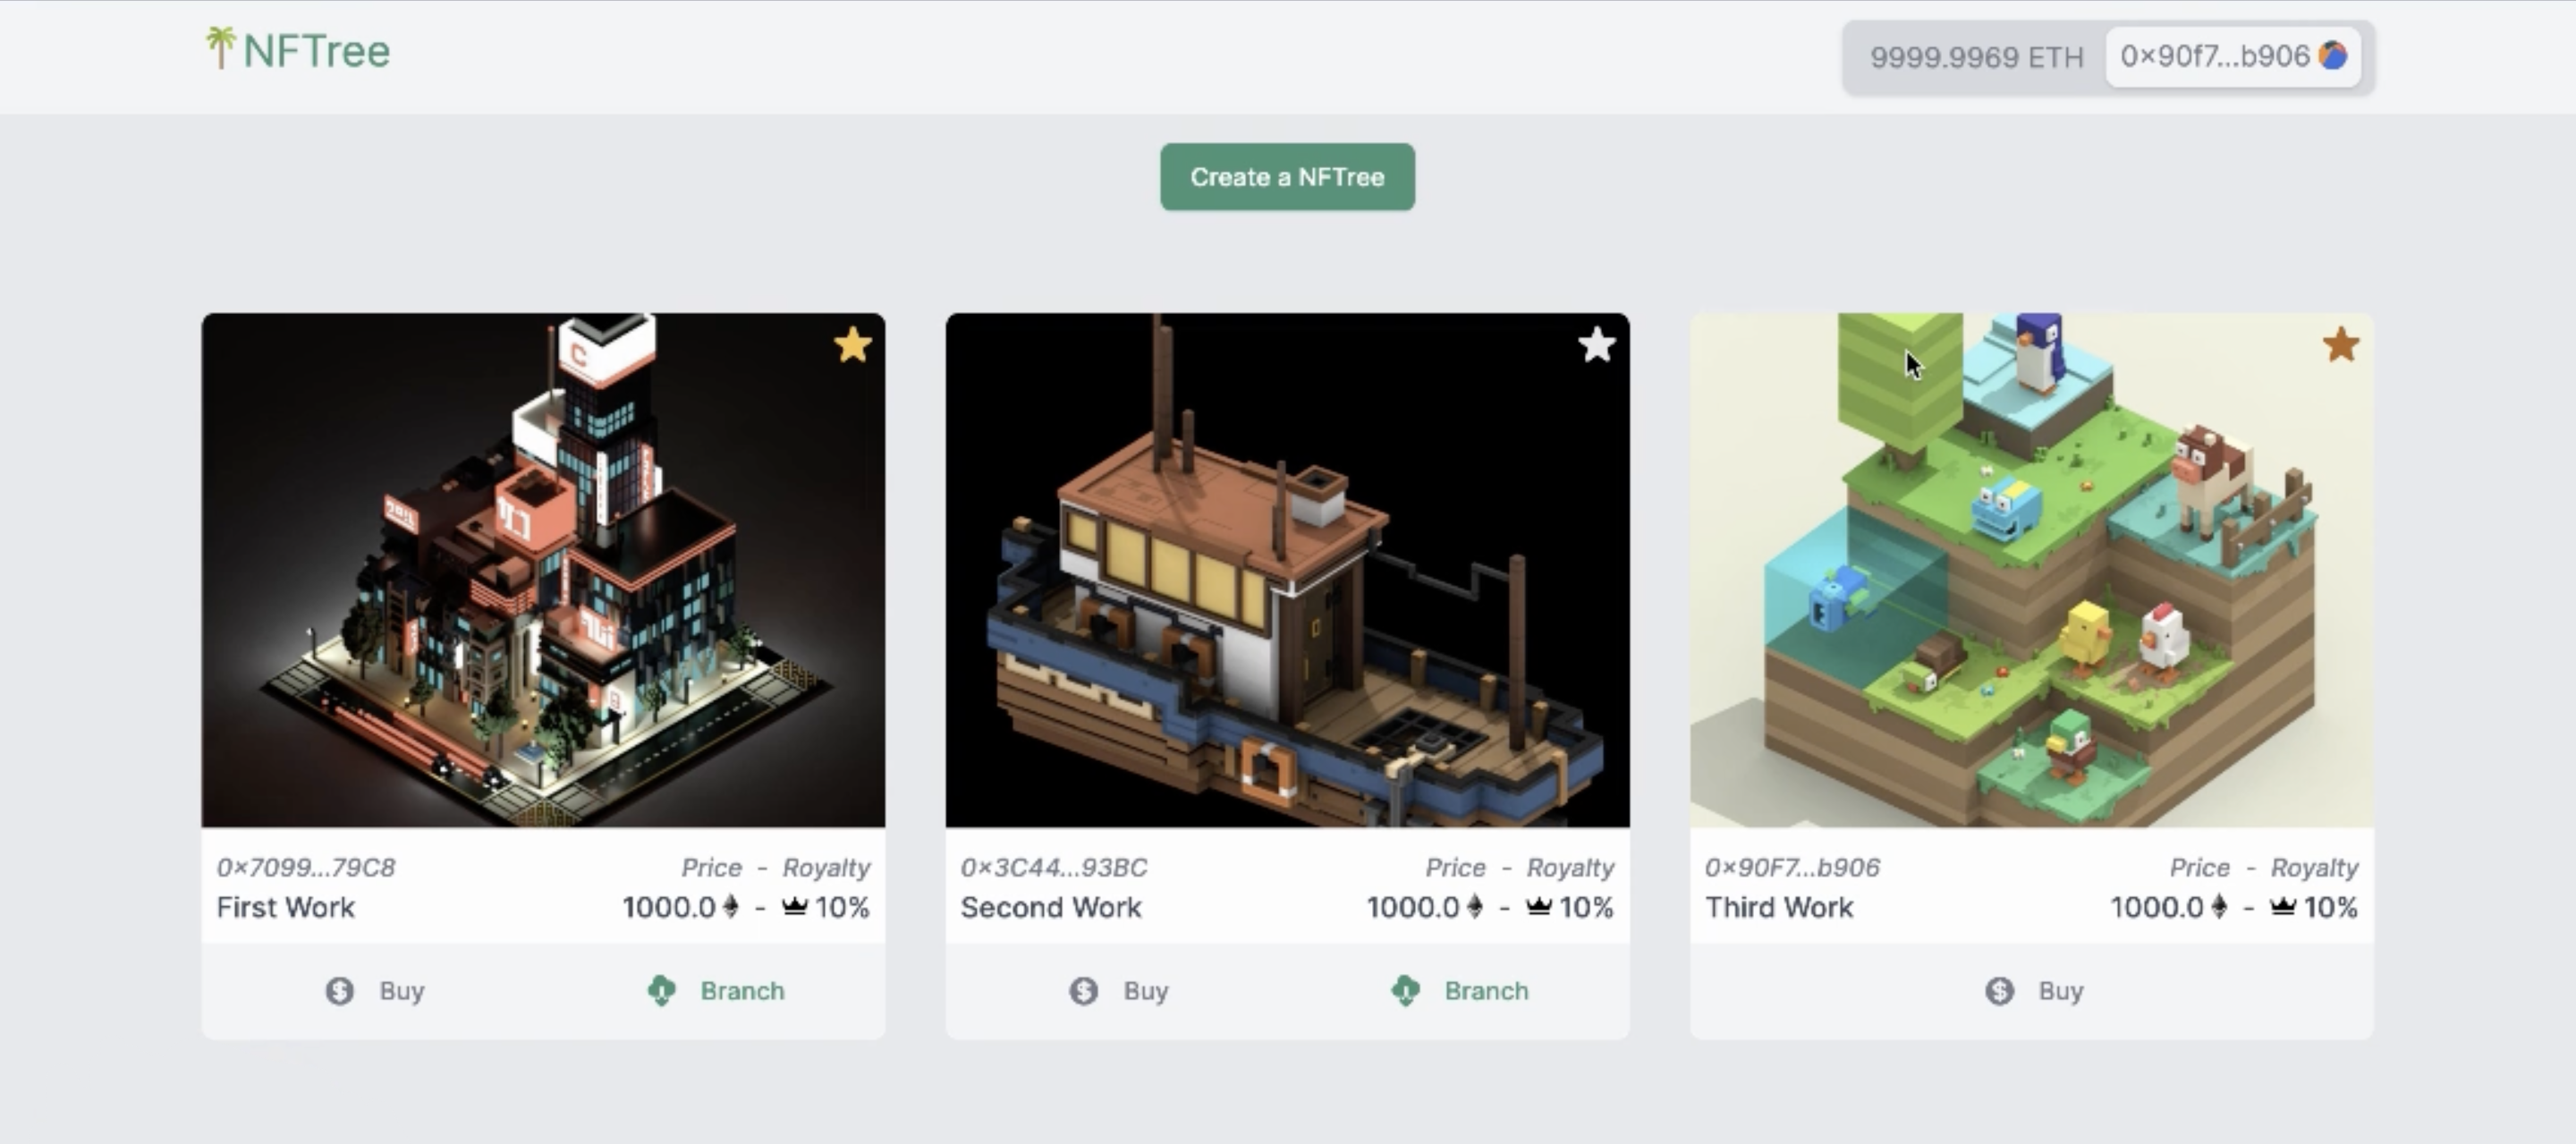 NFTree
9999.9969 ETH
0×90f7...b906
Create a NFTree
C
0×7099...79C8
Price - Royalty
First Work
1000.0 - 10%
Buy
Branch
0×3C44...93BC
Price - Royalty
Second Work
1000.0 - 10%
Buy
Branch
0×90F7...b906
Price - Royalty
Third Work
1000.0 - 10%
Buy